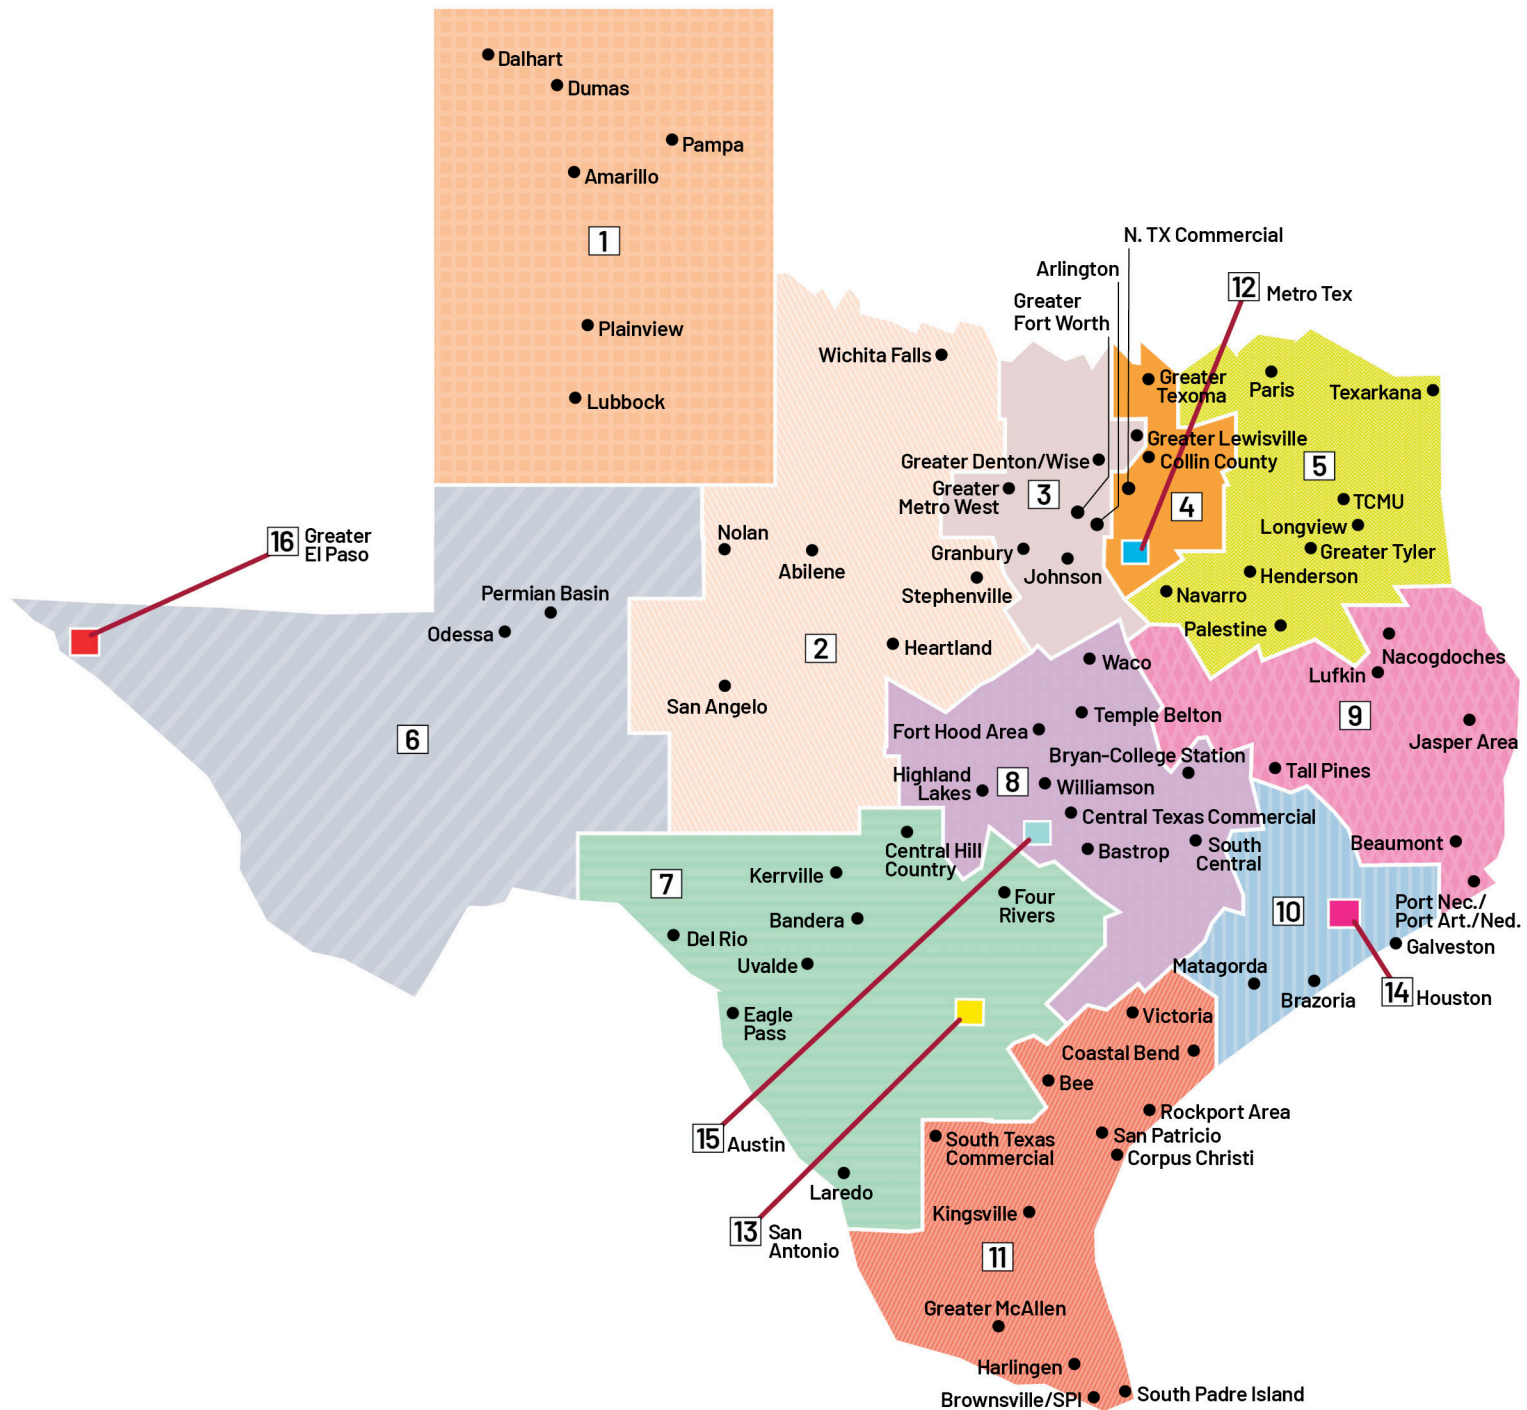 Dalhart
Dumas
Pampa
Amarillo
1
Plainview
Lubbock
N. TX Commercial
Arlington
12 Metro Tex
Greater
Fort Worth
Wichita Falls
Greater
Texoma
Paris
Texarkana
Greater Lewisville
Greater Denton/Wise
Collin County
5
Greater
Metro West
3
4
TCMU
Longview
Greater Tyler
Henderson
Navarro
Palestine
Nolan
Abilene
Granbury
Johnson
Stephenville
2
Heartland
San Angelo
16 Greater
El Paso
Permian Basin
Odessa
6
Waco
Temple Belton
Fort Hood Area
Bryan-College Station
Highland
Lakes
8
Williamson
Central Texas Commercial
Bastrop
South
Central
Nacogdoches
Lufkin
9
Jasper Area
Tall Pines
Beaumont
Port Nec./
Port Art./Ned.
10
Galveston
Matagorda
Brazoria
14 Houston
Central Hill
Country
Kerrville
7
Four
Rivers
Bandera
Del Rio
Uvalde
Eagle
Pass
15 Austin
Laredo
13 San
Antonio
Victoria
Coastal Bend
Bee
Rockport Area
South Texas
Commercial
San Patricio
Corpus Christi
Kingsville
11
Greater McAllen
Harlingen
Brownsville/SPI
South Padre Island